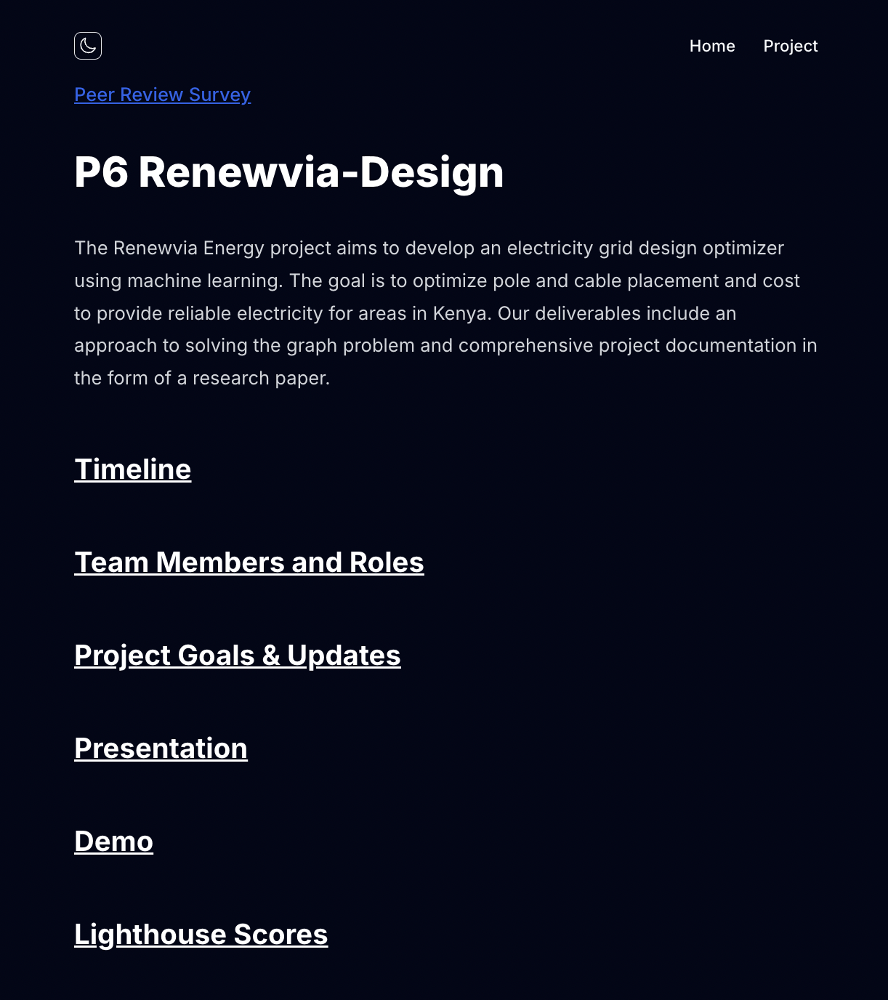 Home Project
Peer Review Survey
P6 Renewvia-Design
The Renewvia Energy project aims to develop an electricity grid design optimizer
using machine learning. The goal is to optimize pole and cable placement and cost
to provide reliable electricity for areas in Kenya. Our deliverables include an
approach to solving the graph problem and comprehensive project documentation in
the form of a research paper.
Timeline
Team Members and Roles
Project Goals & Updates
Presentation
Demo
Lighthouse Scores